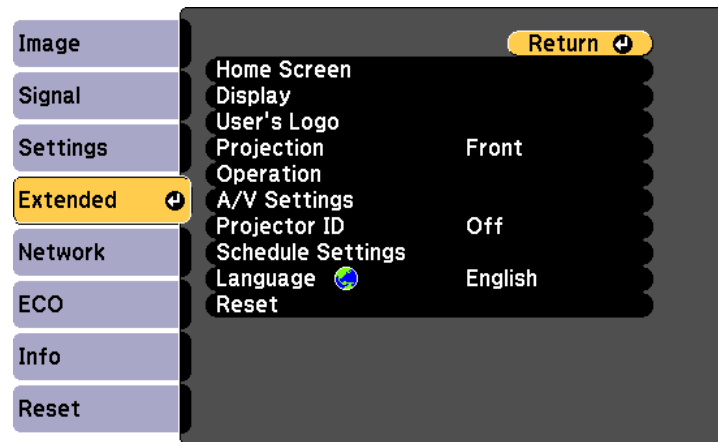 Image
Signal
Settings
Extended
Network
ECO
Info
Reset
Return
Home Screen
Display
User's Logo
Projection Front
Operation
A/V Settings
Projector ID Off
Schedule Settings
Language English
Reset